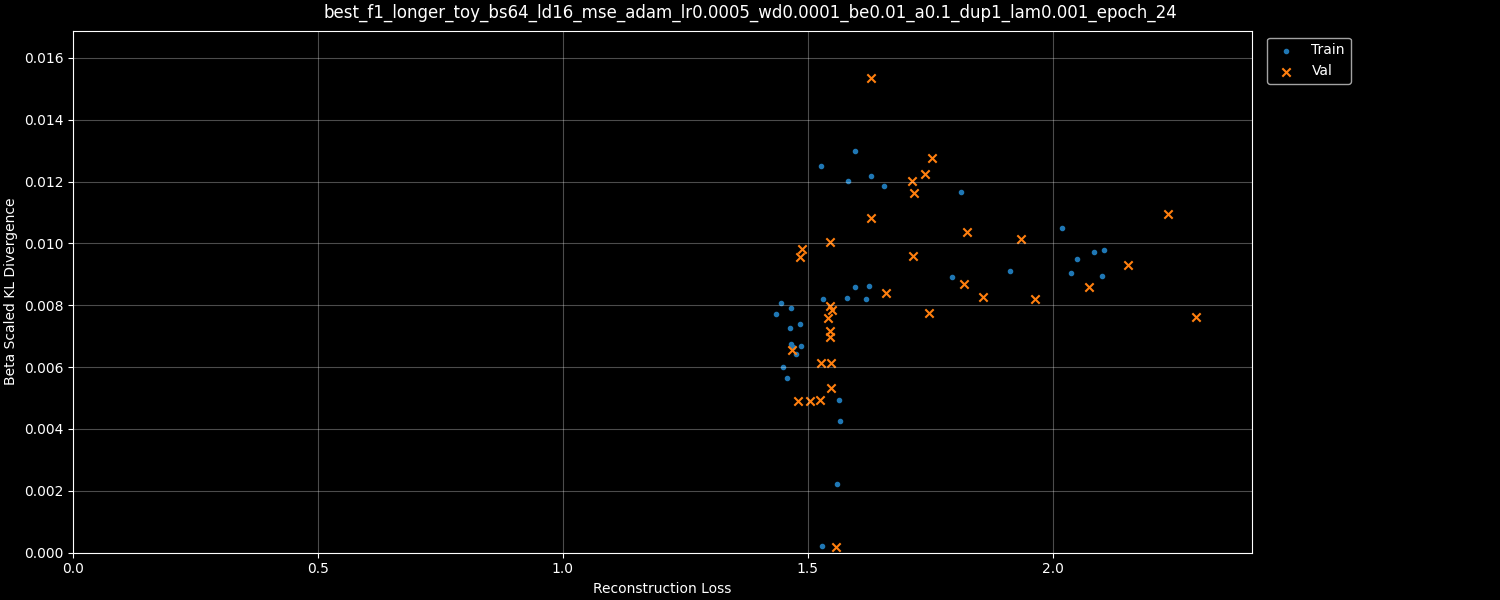 best_f1_longer_toy_bs64_ld16_mse_adam_lr0.0005_wd0.0001_be0.01_a0.1_dup1_lam0.001_epoch_24
Train
Val
0.016
0.014
0.012
0.010
0.008
0.006
0.004
0.002
0.000
Beta Scaled KL Divergence
0.0
0.5
1.0
1.5
2.0
Reconstruction Loss